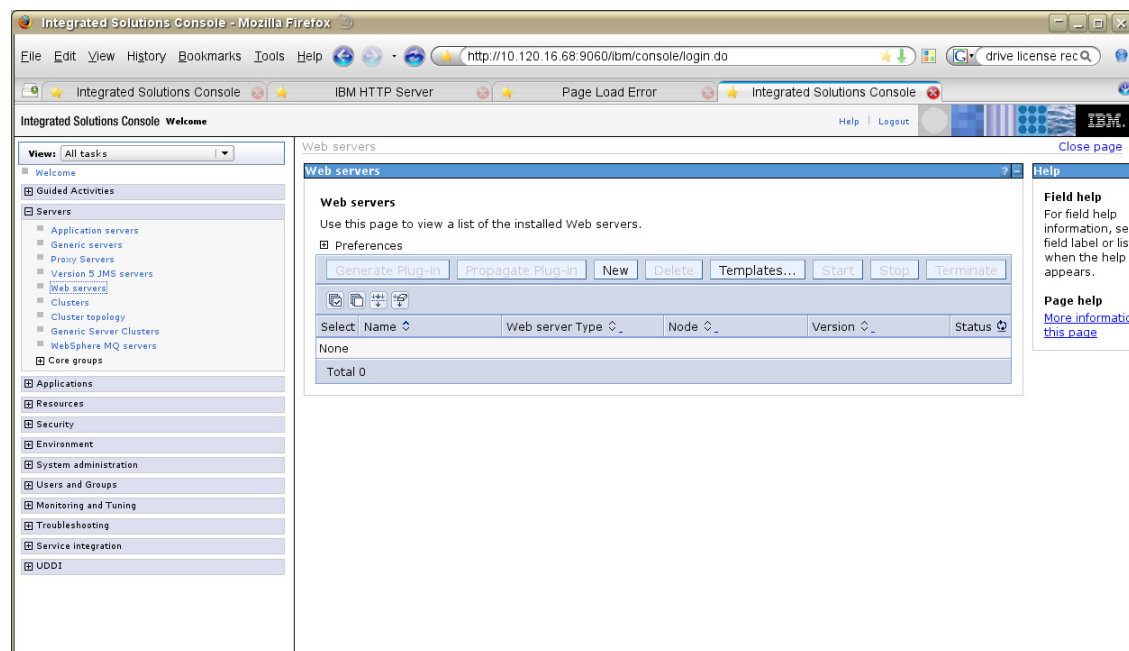 Integrated Solutions Console - Mozilla Firefox
File Edit View History Bookmarks Tools Help http://10.120.16.68:9060/ibm/console/login.do G drive license rec
Integrated Solutions Console IBM HTTP Server Page Load Error Integrated Solutions Console
Integrated Solutions Console Welcome Help Logout IBM.
View: All tasks
Welcome
Guided Activities
Servers
Application servers
Generic servers
Proxy Servers
Version 5 JMS servers
Web servers
Clusters
Cluster topology
Generic Server Clusters
WebSphere MQ servers
Core groups
Applications
Resources
Security
Environment
System administration
Users and Groups
Monitoring and Tuning
Troubleshooting
Service integration
UDDI
Web servers Close page
Web servers ? -
Web servers
Use this page to view a list of the installed Web servers.
Preferences
Generate Plug-in Propagate Plug-in New Delete Templates... Start Stop Terminate
Select Name Web server Type Node Version Status
None
Total 0
Help
Field help
For field help
information, se
field label or lis
when the help
appears.
Page help
More informatio
this page